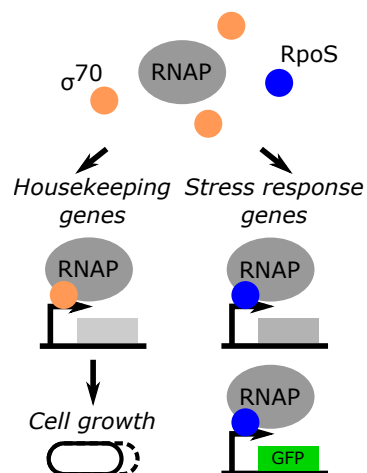 RpoS
σ70
RNAP
Housekeeping
genes
Stress response
genes
RNAP
RNAP
Cell growth
RNAP
GFP